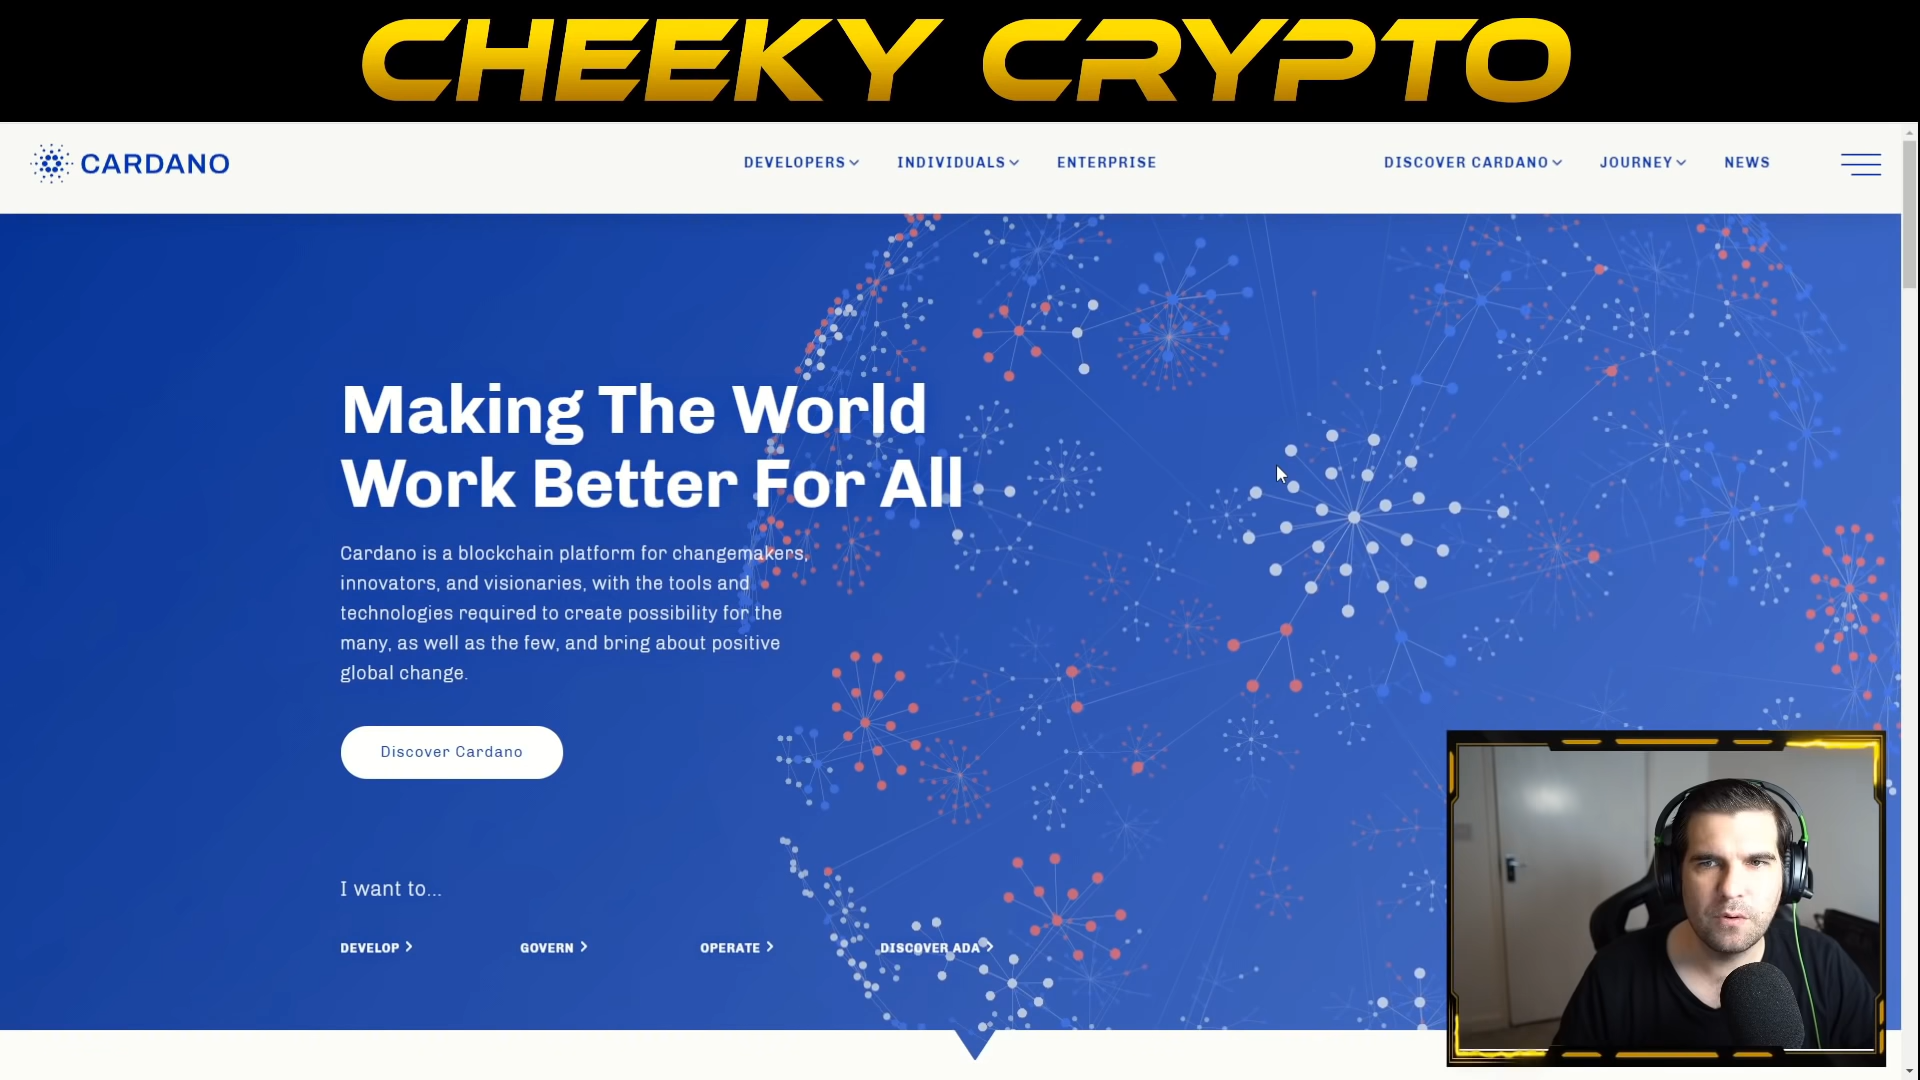 CHEEKY CRYPTO
CARDANO
DEVELOPERS INDIVIDUALS ENTERPRISE DISCOVER CARDANO JOURNEY NEWS
Making The World
Work Better For All
Cardano is a blockchain platform for changemakers,
innovators, and visionaries, with the tools and
technologies required to create possibility for the
many, as well as the few, and bring about positive
global change.
Discover Cardano
I want to...
DEVELOP GOVERN OPERATE DISCOVER ADA